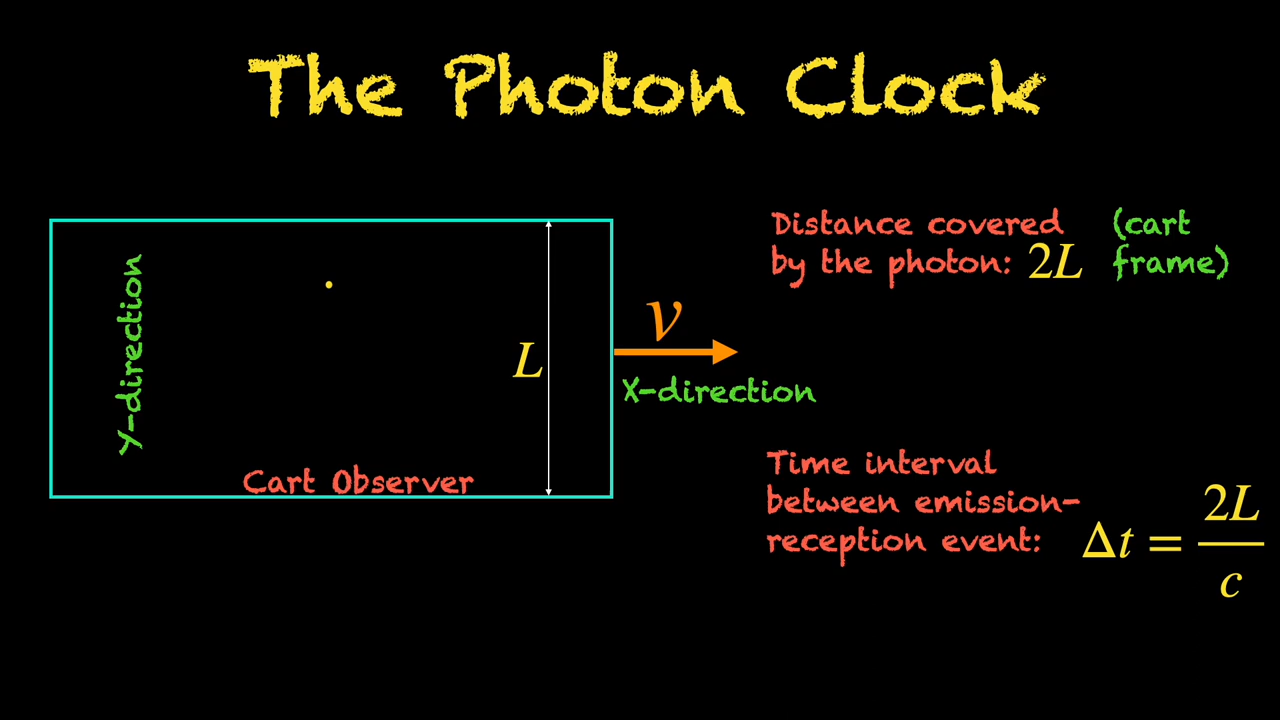 The Photon Clock
Distance covered
by the photon: 2L
(cart
frame)
Y-direction
v
L
X-direction
Cart Observer
Time interval
between emission-
reception event:
Δt = 2L/c